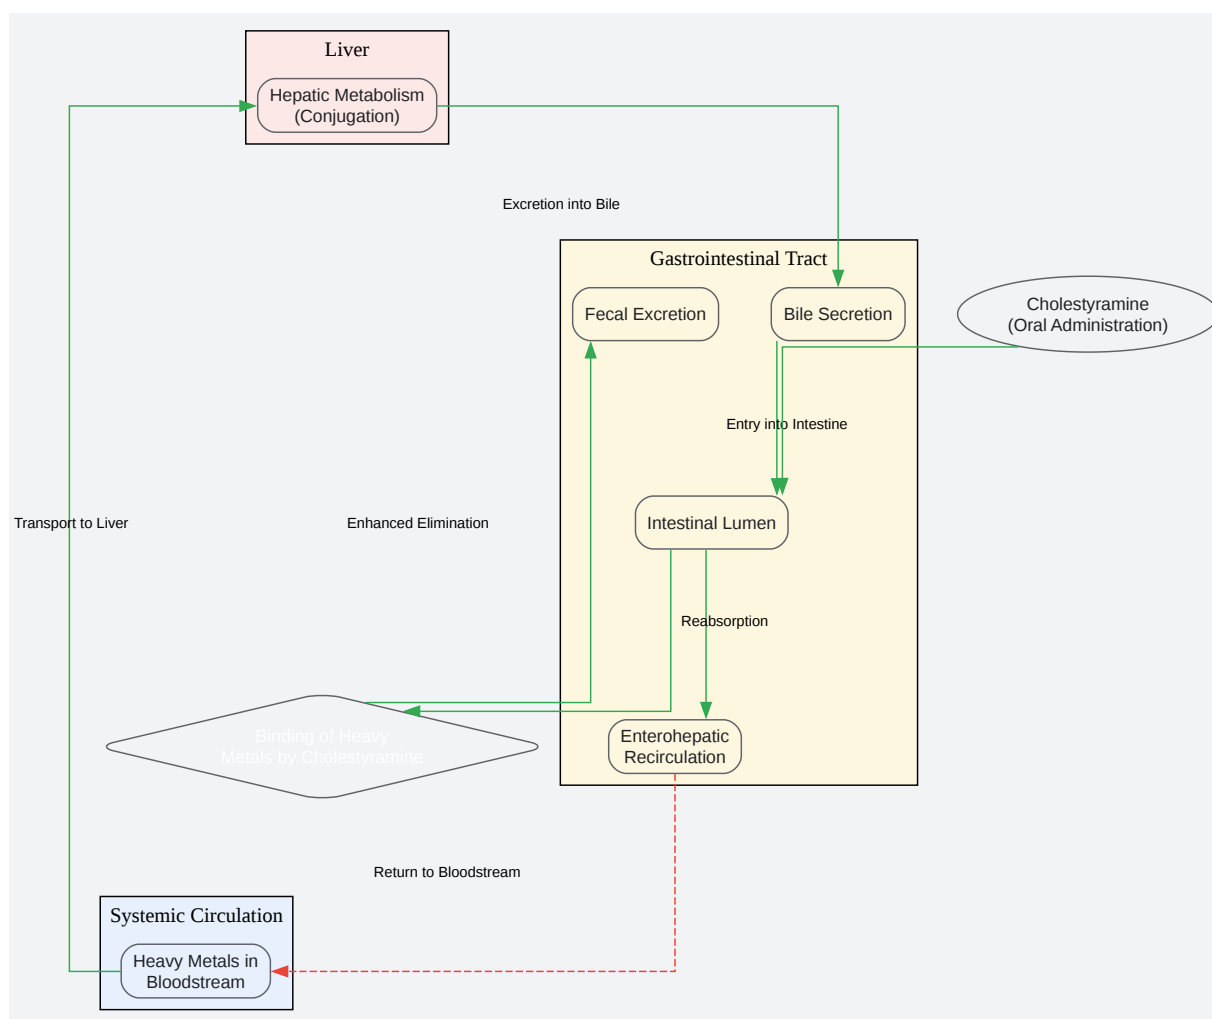 Liver
Hepatic Metabolism
(Conjugation)
Excretion into Bile
Gastrointestinal Tract
Fecal Excretion
Bile Secretion
Cholestyramine
(Oral Administration)
Entry into Intestine
Transport to Liver
Enhanced Elimination
Intestinal Lumen
Reabsorption
Binding of Heavy
Metals by Cholestyramine
Enterohepatic
Recirculation
Return to Bloodstream
Systemic Circulation
Heavy Metals in
Bloodstream